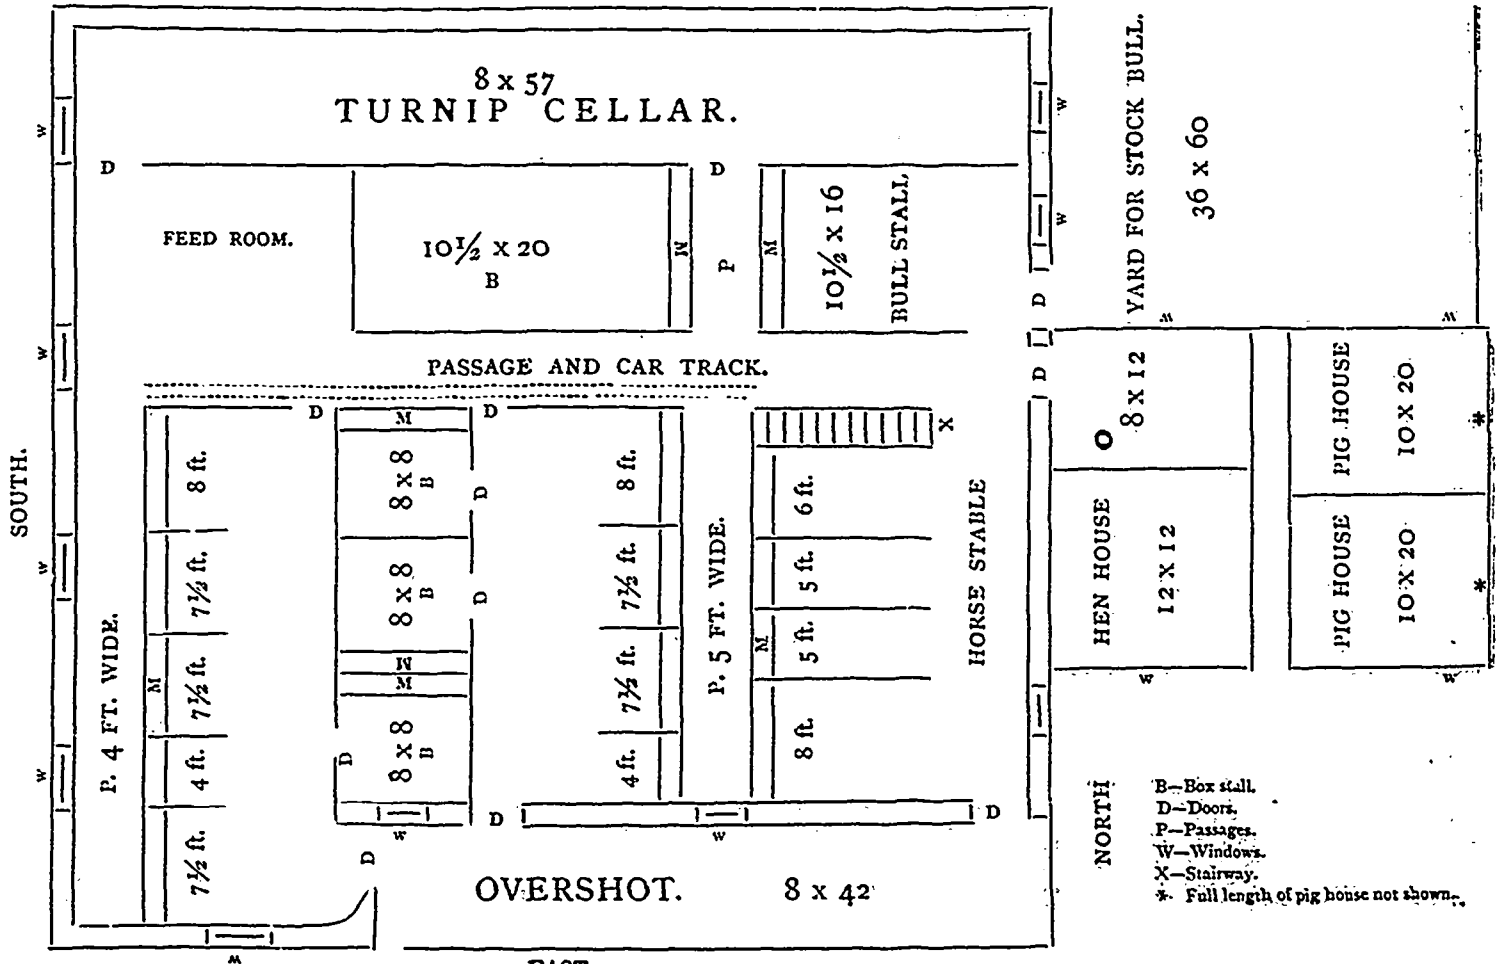 8 x 57
TURNIP CELLAR.
W
W
D
D
FEED ROOM.
10½ x 20
B
M
P
M
10½ x 16
BULL STALL
W
D
YARD FOR STOCK BULL.
36 x 60
W
W
W
PASSAGE AND CAR TRACK.
D
SOUTH.
W
W
P. 4 FT. WIDE.
M
8 ft.
7½ ft.
7½ ft.
4 ft.
7½ ft.
D
M
8 x 8
B
8 x 8
B
M
M
8 x 8
B
D
D
D
D
8 ft.
7½ ft.
7½ ft.
4 ft.
P. 5 FT. WIDE.
X
M
6 ft.
5 ft.
5 ft.
8 ft.
HORSE STABLE
O
8 x 12
HEN HOUSE
12 x 12
W
PIG HOUSE
10 x 20
*
PIG HOUSE
10 x 20
*
W
W
D
W
D
D
OVERSHOT. 8 x 42
NORTH
B—Box stall.
D—Doors.
P—Passages.
W—Windows.
X—Stairway.
* Full length of pig house not shown.
W
EAST